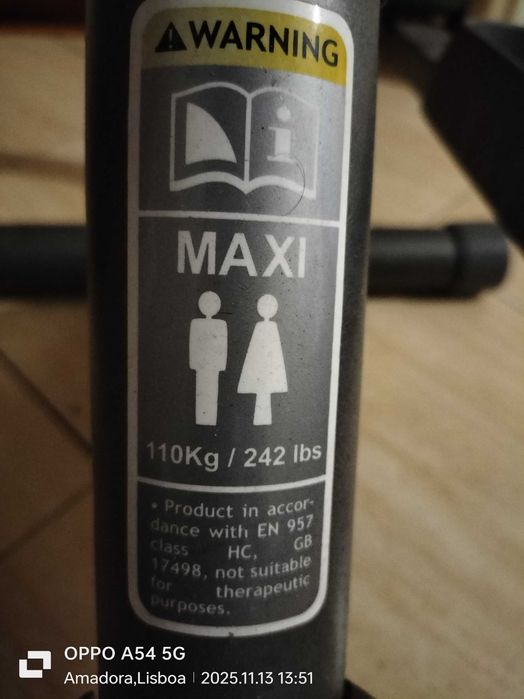 WARNING
i
MAXI
110Kg / 242 lbs
• Product in accor-
dance with EN 957
class HC, GB
17498, not suitable
for therapeutic
purposes.
OPPO A54 5G
Amadora,Lisboa | 2025.11.13 13:51